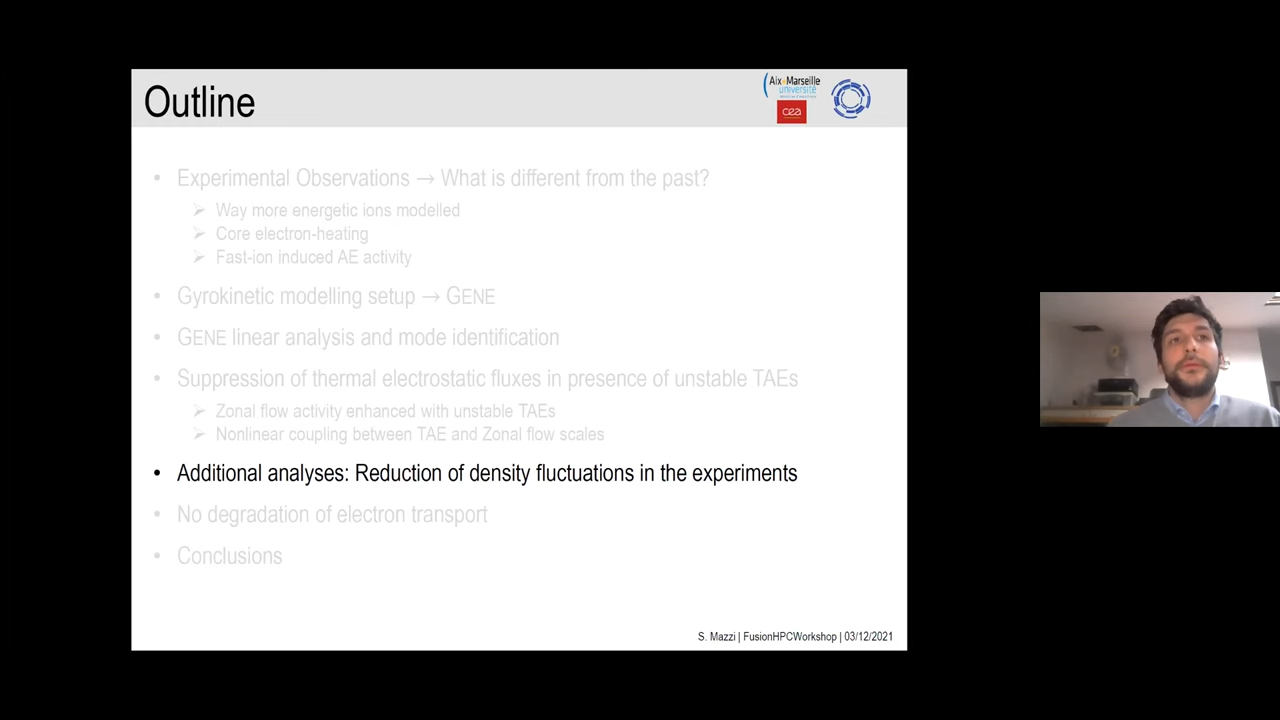 Outline
Aix*Marseille
université
cea
• Experimental Observations → What is different from the past?
➢ Way more energetic ions modelled
➢ Core electron-heating
➢ Fast-ion induced AE activity
• Gyrokinetic modelling setup → GENE
• GENE linear analysis and mode identification
• Suppression of thermal electrostatic fluxes in presence of unstable TAEs
➢ Zonal flow activity enhanced with unstable TAEs
➢ Nonlinear coupling between TAE and Zonal flow scales
• Additional analyses: Reduction of density fluctuations in the experiments
• No degradation of electron transport
• Conclusions
S. Mazzi | FusionHPCWorkshop | 03/12/2021